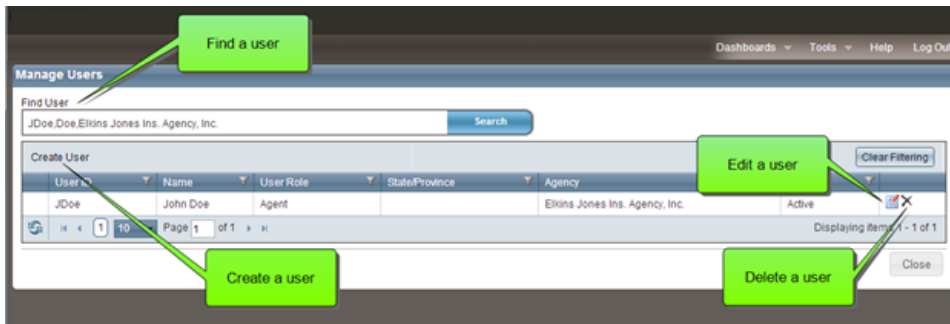 Find a user
Dashboards Tools Help Log Out
Manage Users
Find User
JDoe,Doe,Elkins Jones Ins. Agency, Inc. Search
Create User Clear Filtering
Edit a user
User ID Name User Role State/Province Agency
JDoe John Doe Agent Elkins Jones Ins. Agency, Inc. Active
1 10 Page 1 of 1 Displaying items 1 - 1 of 1
Close
Create a user
Delete a user